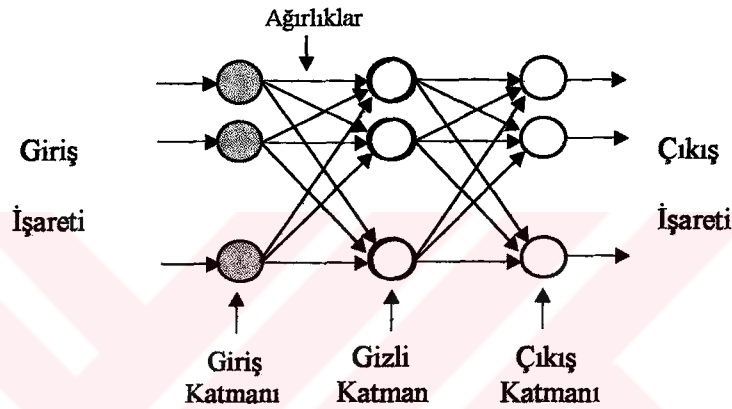 Ağırlıklar
Giriş
İşareti
Çıkış
İşareti
Giriş
Katmanı
Gizli
Katman
Çıkış
Katmanı